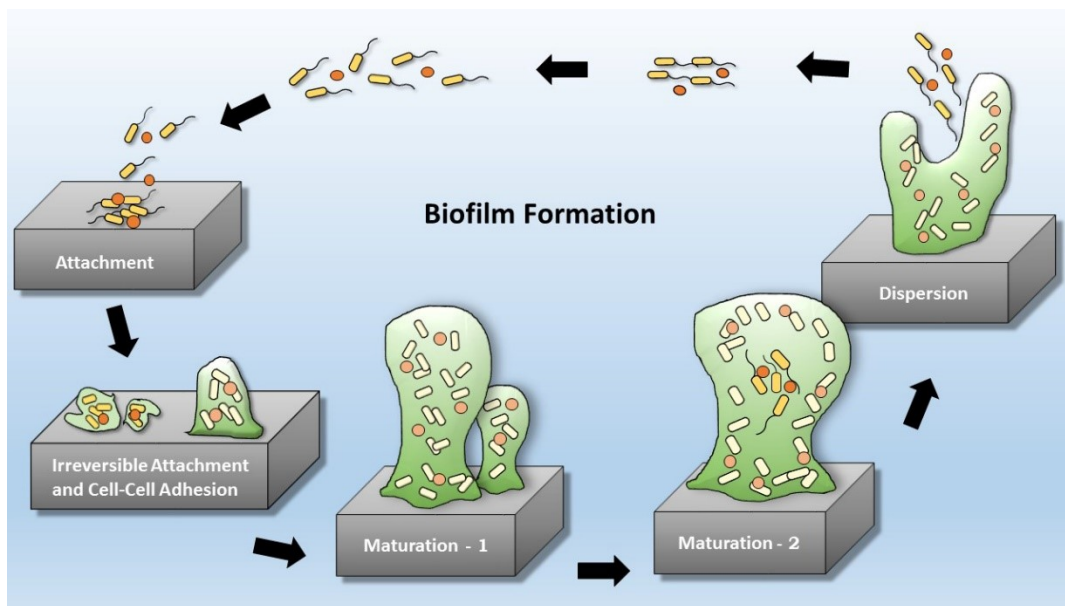 Biofilm Formation
Attachment
Irreversible Attachment
and Cell-Cell Adhesion
Maturation - 1
Maturation - 2
Dispersion